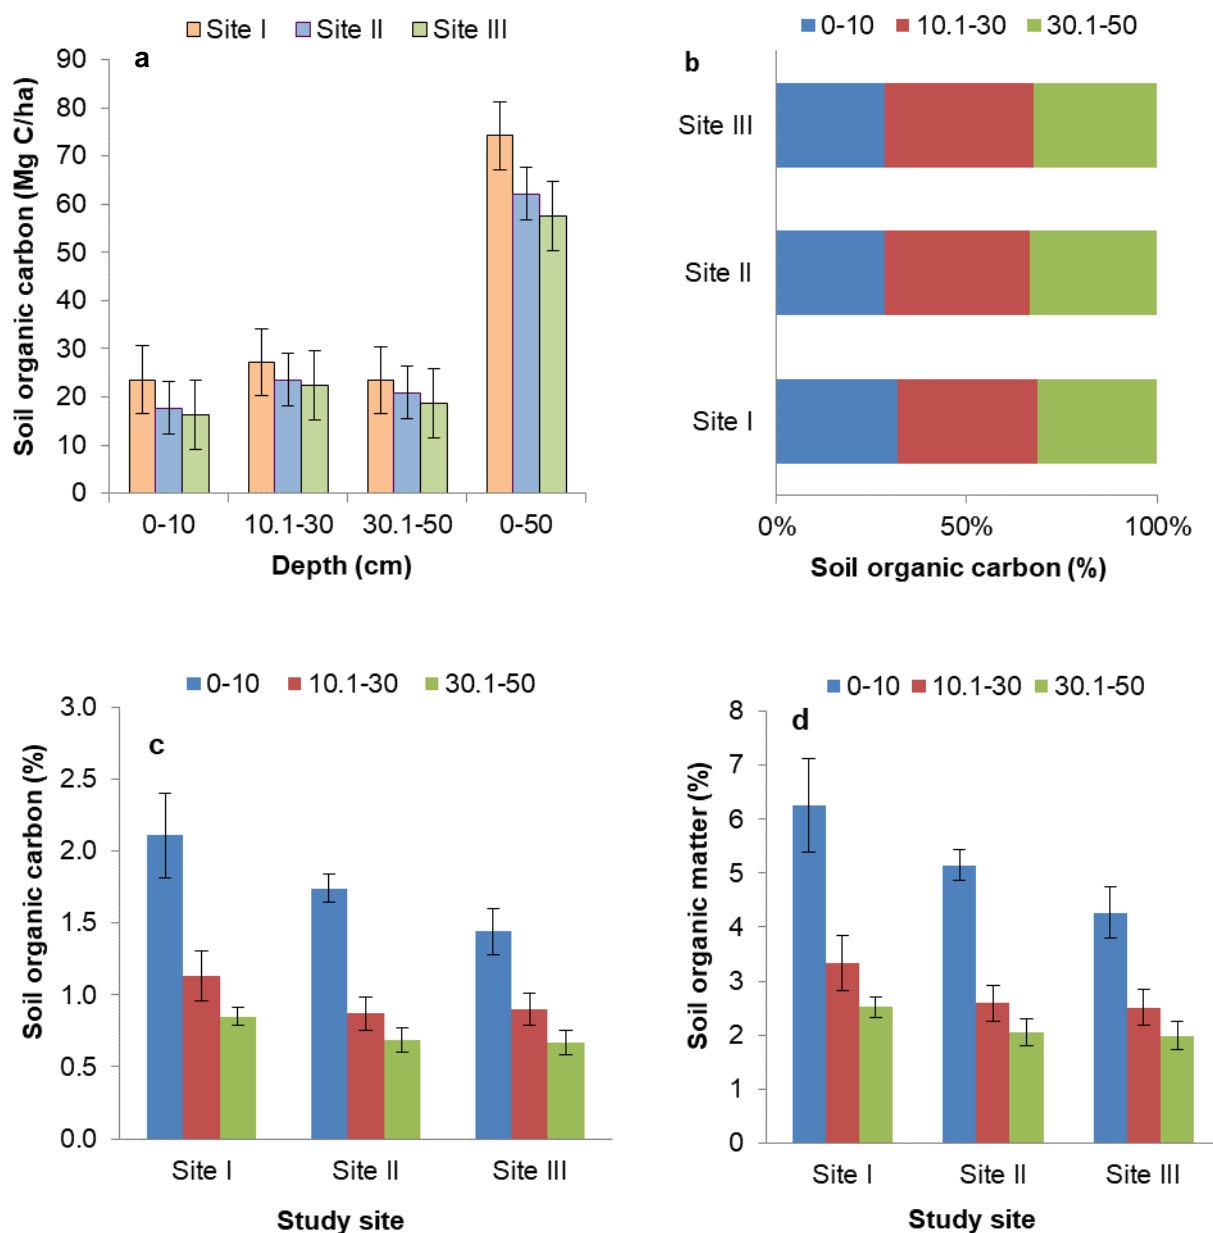 Site I Site II Site III
a
Soil organic carbon (Mg C/ha)
90
80
70
60
50
40
30
20
10
0
0-10 10.1-30 30.1-50 0-50
Depth (cm)
0-10 10.1-30 30.1-50
b
Site III
Site II
Site I
0% 50% 100%
Soil organic carbon (%)
0-10 10.1-30 30.1-50
c
Soil organic carbon (%)
3.0
2.5
2.0
1.5
1.0
0.5
0.0
Site I Site II Site III
Study site
0-10 10.1-30 30.1-50
d
Soil organic matter (%)
8
7
6
5
4
3
2
1
0
Site I Site II Site III
Study site